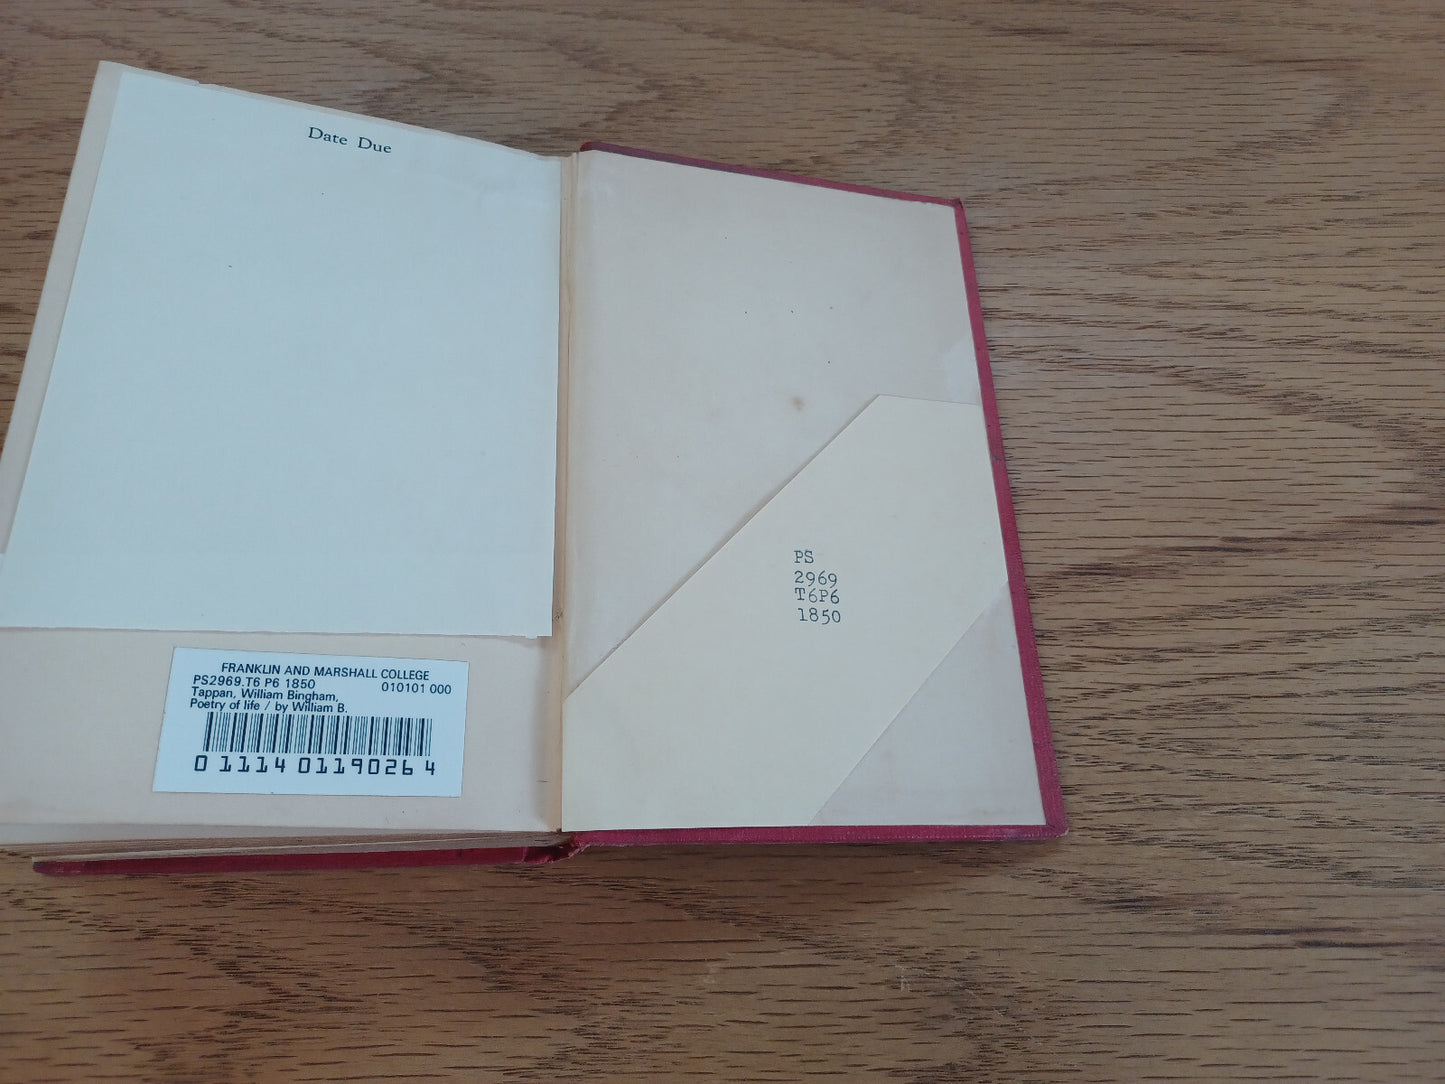 Date Due
FRANKLIN AND MARSHALL COLLEGE
PS2969.T6 P6 1850 010101 000
Tappan, William Bingham,
Poetry of life / by William B.
0 1114 0119026 4
PS
2969
T6P6
1850